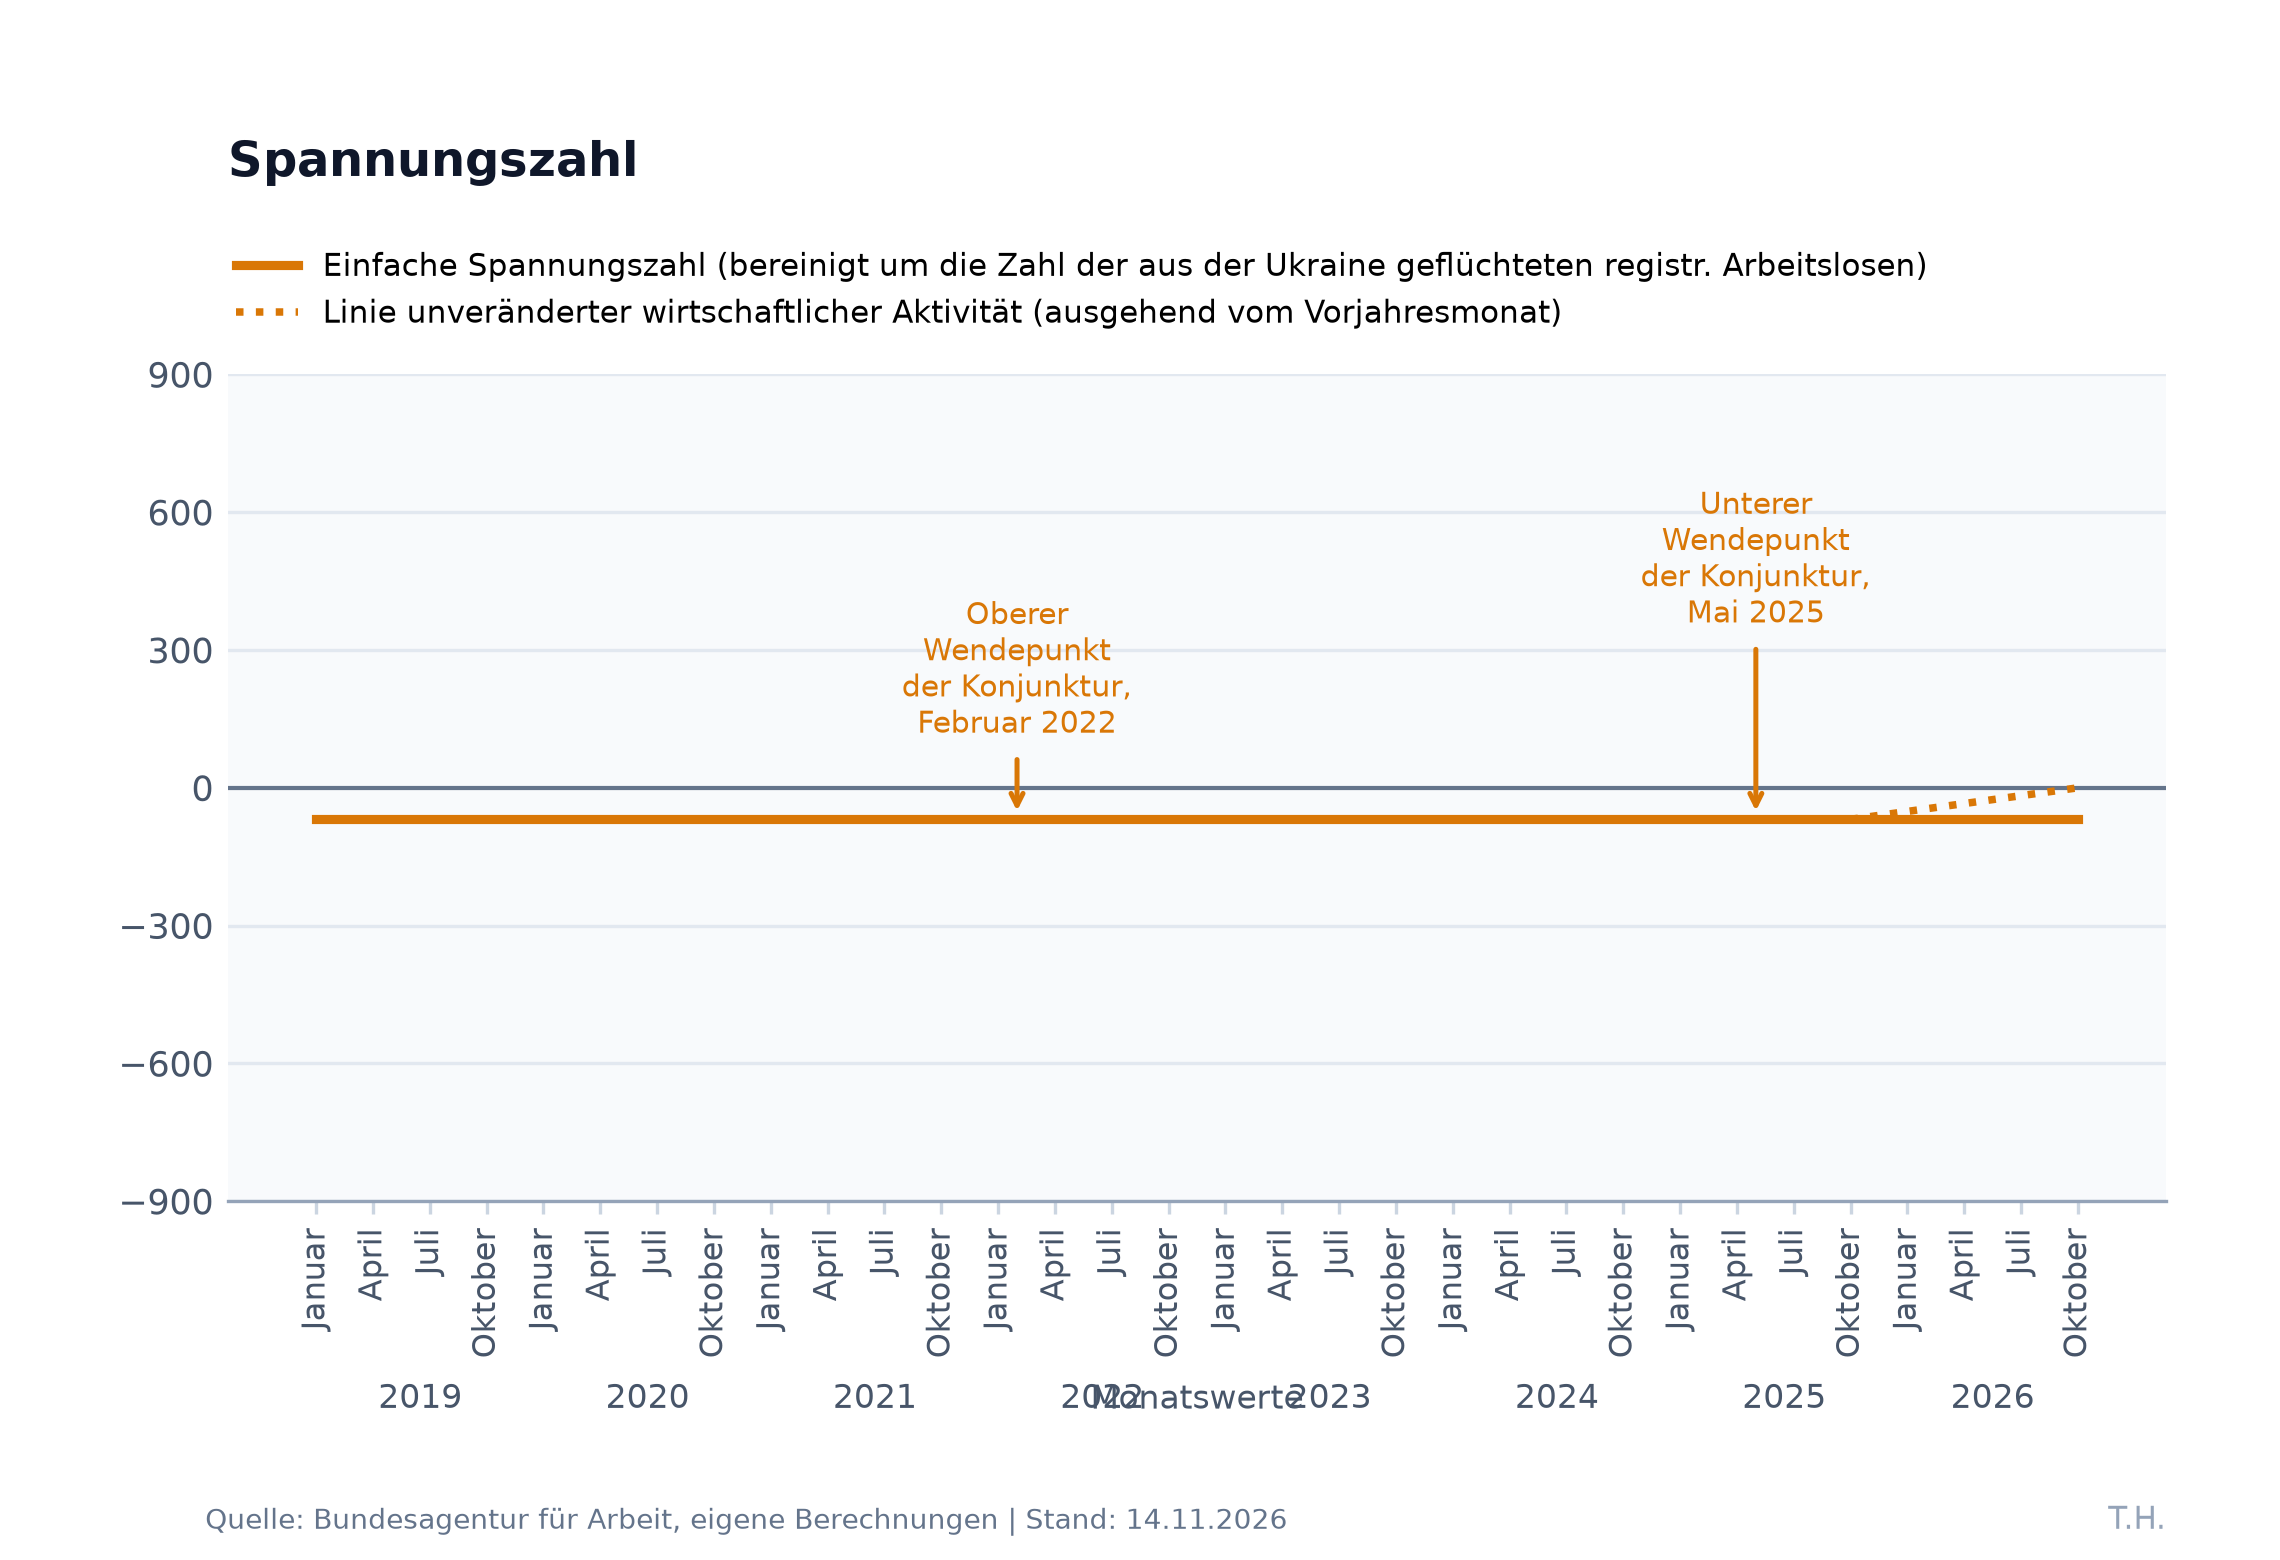 Spannungszahl
Einfache Spannungszahl (bereinigt um die Zahl der aus der Ukraine geflüchteten registr. Arbeitslosen)
Linie unveränderter wirtschaftlicher Aktivität (ausgehend vom Vorjahresmonat)
900
600
300
0
−300
−600
−900
Oberer
Wendepunkt
der Konjunktur,
Februar 2022
Unterer
Wendepunkt
der Konjunktur,
Mai 2025
Januar April Juli Oktober Januar April Juli Oktober Januar April Juli Oktober Januar April Juli Oktober Januar April Juli Oktober Januar April Juli Oktober Januar April Juli Oktober Januar April Juli Oktober
2019 2020 2021 2022 2023 2024 2025 2026
Monatswerte
Quelle: Bundesagentur für Arbeit, eigene Berechnungen | Stand: 14.11.2026
T.H.